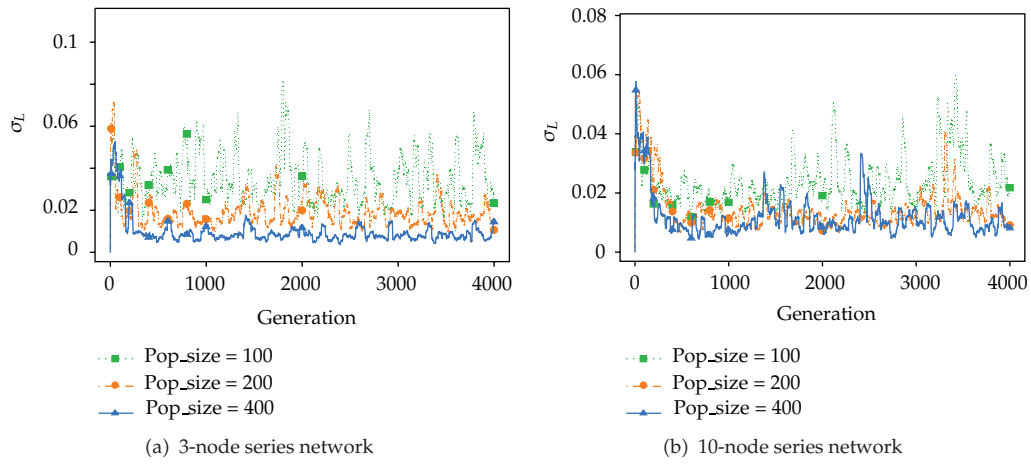 0.1
0.06
0.02
0
σL
0
1000
2000
3000
4000
Generation
Pop_size = 100
Pop_size = 200
Pop_size = 400
(a) 3-node series network
0.08
0.06
0.04
0.02
0
σL
0
1000
2000
3000
4000
Generation
Pop_size = 100
Pop_size = 200
Pop_size = 400
(b) 10-node series network